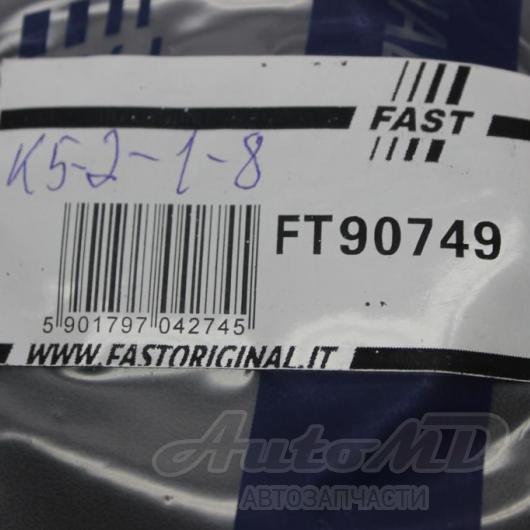 FAST
K5-2-1-8
FT90749
5 901797 042745
WWW.FASTORIGINAL.IT
AutoMD
АВТОЗАПЧАСТИ